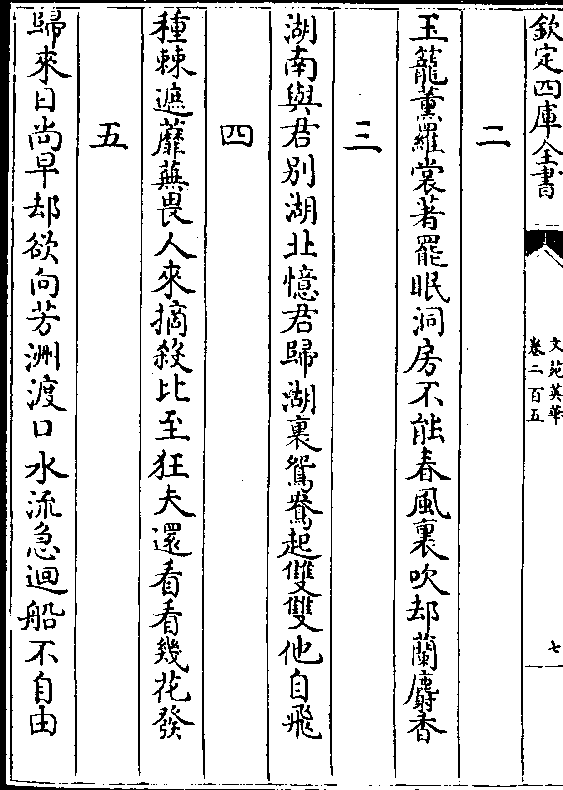 欽定四庫全書
文苑英華
卷二百五
七
二
玉籠薰羅裳著罷眠洞房不能春風裏吹却蘭麝香
三
湖南與君别湖北憶君歸湖裏鴛鴦起雙雙他自飛
四
種棘遮蘼蕪畏人來摘殺比至狂夫還看看幾花發
五
歸來日尚早却欲向芳洲渡口水流急迴船不自由